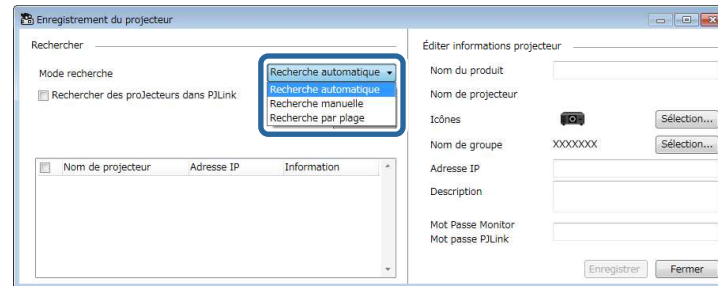 Enregistrement du projecteur
Rechercher
Mode recherche
Recherche automatique
Rechercher des proJecteurs dans PJLink
Recherche automatique
Recherche manuelle
Recherche par plage
Nom de projecteur Adresse IP Information
Éditer informations projecteur
Nom du produit
Nom de projecteur
Icônes Sélection...
Nom de groupe XXXXXXX Sélection...
Adresse IP
Description
Mot Passe Monitor
Mot passe PJLink
Enregistrer Fermer